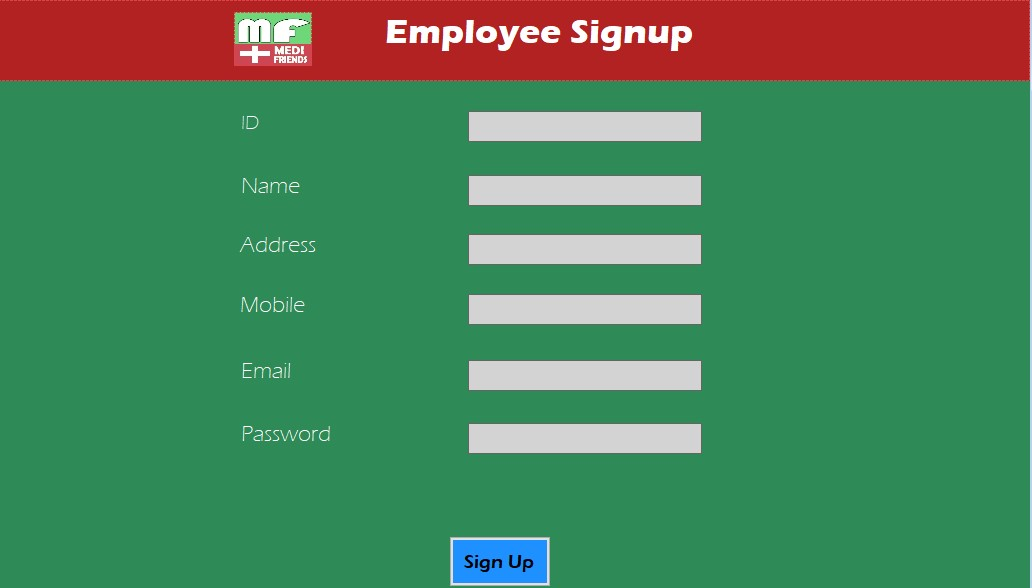 MF
MEDI
FRIENDS
Employee Signup
ID
Name
Address
Mobile
Email
Password
Sign Up